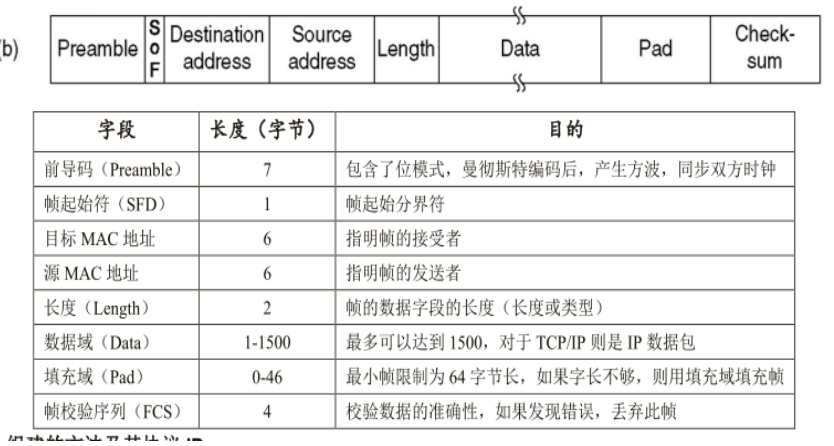 (b) Preamble SoF Destination address Source address Length Data Pad Check-sum
字段 长度（字节） 目的
前导码（Preamble） 7 包含了位模式，曼彻斯特编码后，产生方波，同步双方时钟
帧起始符（SFD） 1 帧起始分界符
目标 MAC 地址 6 指明帧的接受者
源 MAC 地址 6 指明帧的发送者
长度（Length） 2 帧的数据字段的长度（长度或类型）
数据域（Data） 1-1500 最多可以达到 1500，对于 TCP/IP 则是 IP 数据包
填充域（Pad） 0-46 最小帧限制为 64 字节长，如果字长不够，则用填充域填充帧
帧校验序列（FCS） 4 校验数据的准确性，如果发现错误，丢弃此帧